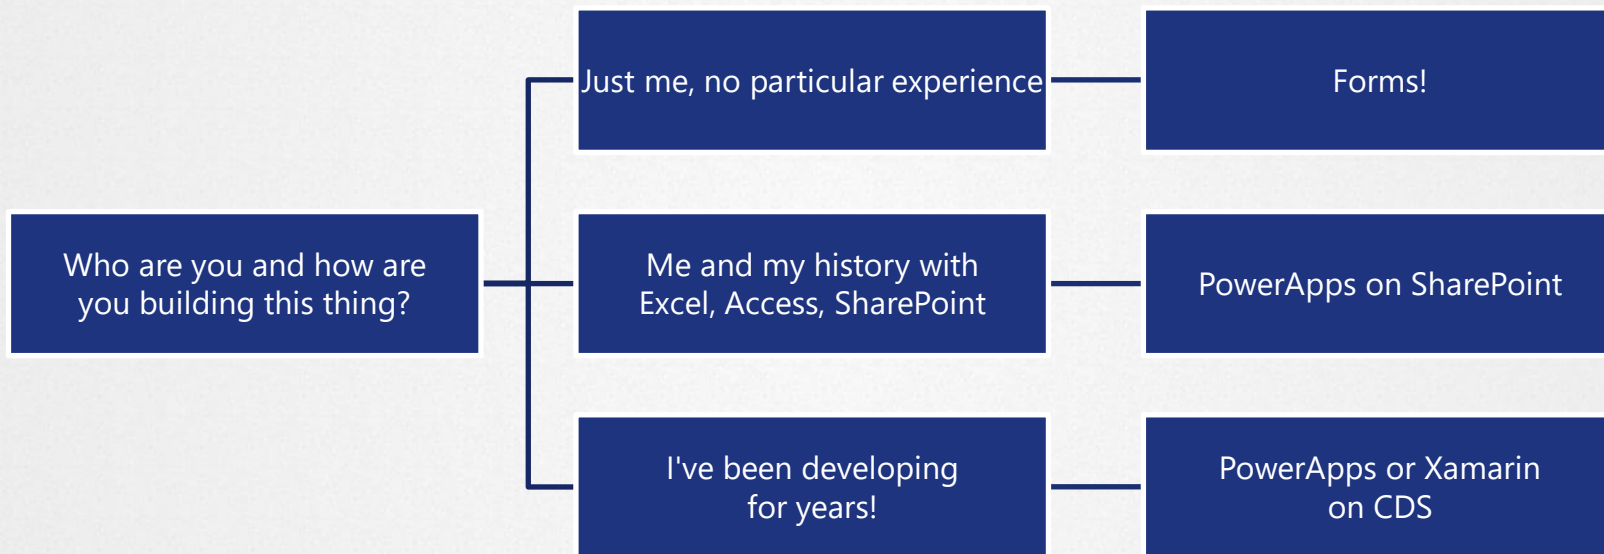 Just me, no particular experience
Forms!
Who are you and how are
you building this thing?
Me and my history with
Excel, Access, SharePoint
PowerApps on SharePoint
I've been developing
for years!
PowerApps or Xamarin
on CDS